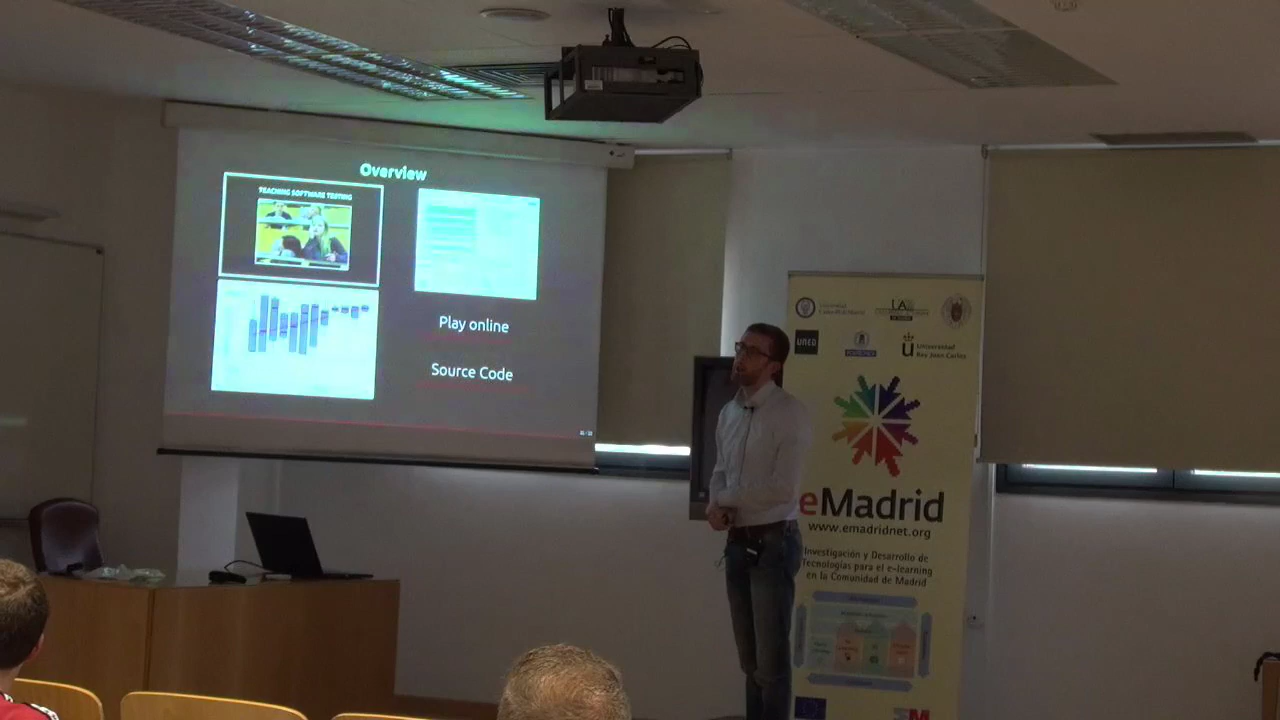 Overview
TEACHING SOFTWARE TESTING
Play online
Source Code
UNED
Universidad
Rey Juan Carlos
eMadrid
www.emadridnet.org
Investigación y Desarrollo de
Tecnologías para el e-learning
en la Comunidad de Madrid